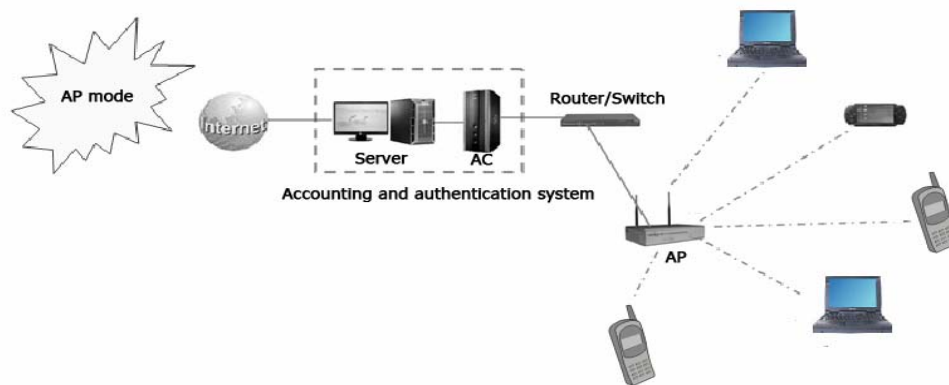 AP mode
Internet
Server
AC
Router/Switch
Accounting and authentication system
AP